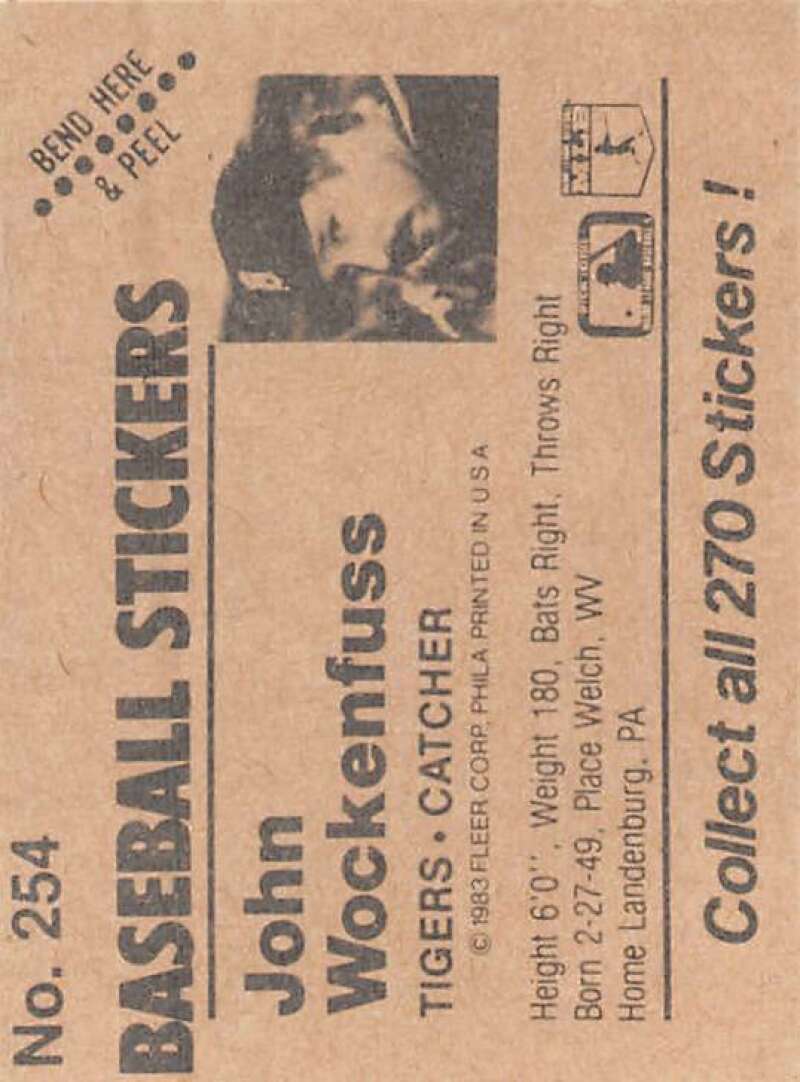 No. 254
BEND HERE
& PEEL
BASEBALL STICKERS
John
Wockenfuss
TIGERS • CATCHER
© 1983 FLEER CORP. PHILA PRINTED IN U S A
Height 6'0'', Weight 180, Bats Right, Throws Right
Born 2-27-49, Place Welch, WV
Home Landenburg, PA
Collect all 270 Stickers!